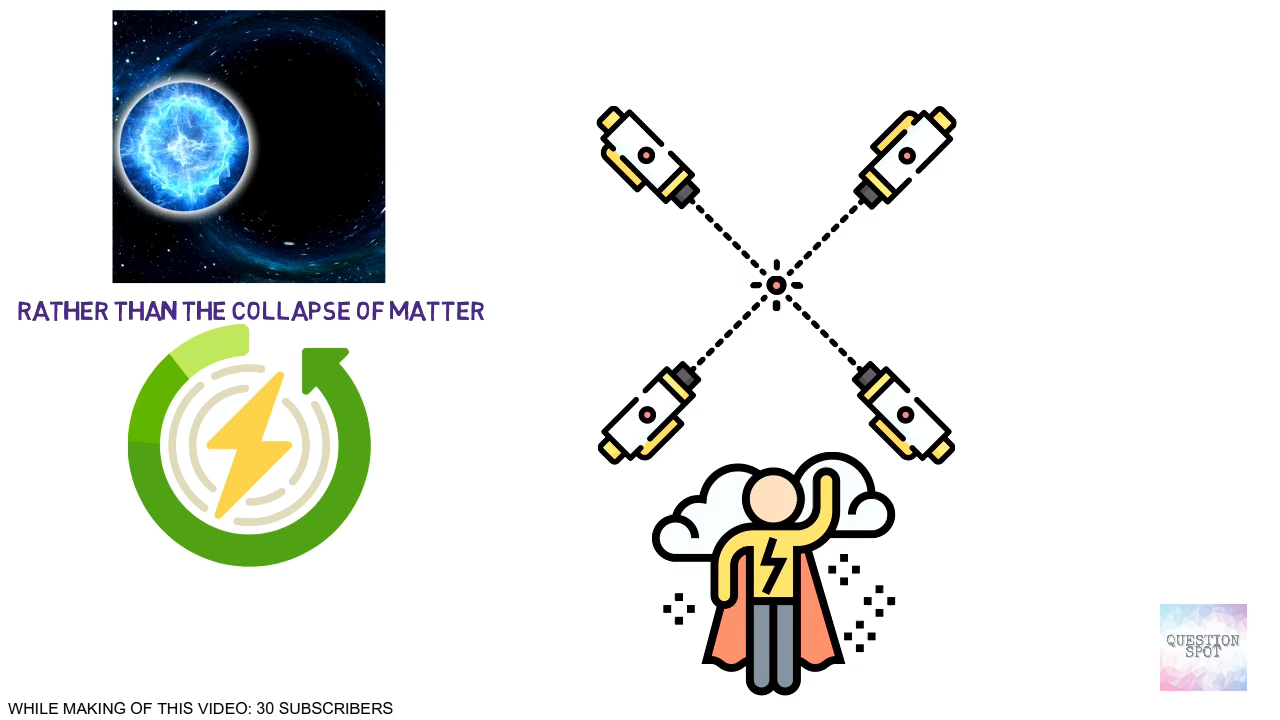 RATHER THAN THE COLLAPSE OF MATTER
QUESTION
SPOT
WHILE MAKING OF THIS VIDEO: 30 SUBSCRIBERS